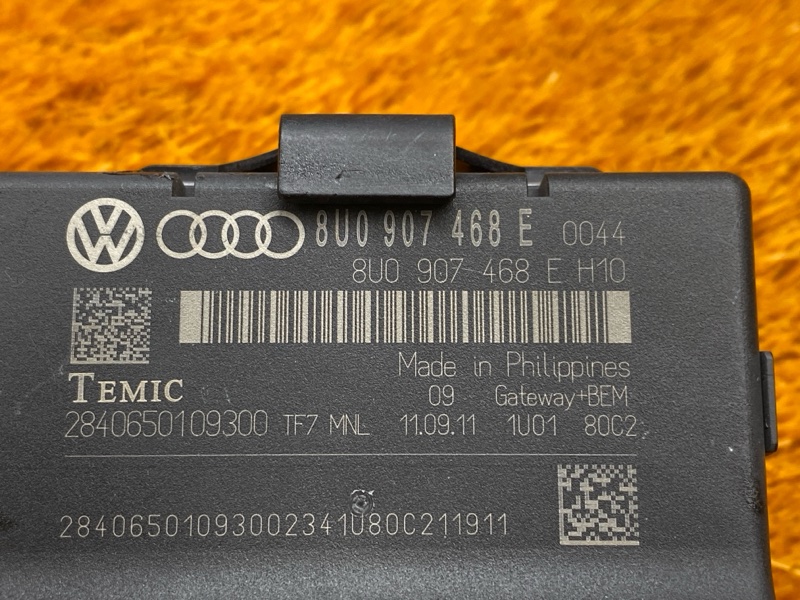 8U0 907 468 E 0044
8U0 907 468 E H10
TEMIC
Made in Philippines
09 Gateway+BEM
2840650109300 TF7 MNL 11.09.11 1U01 80C2
28406501093002341U80C211911